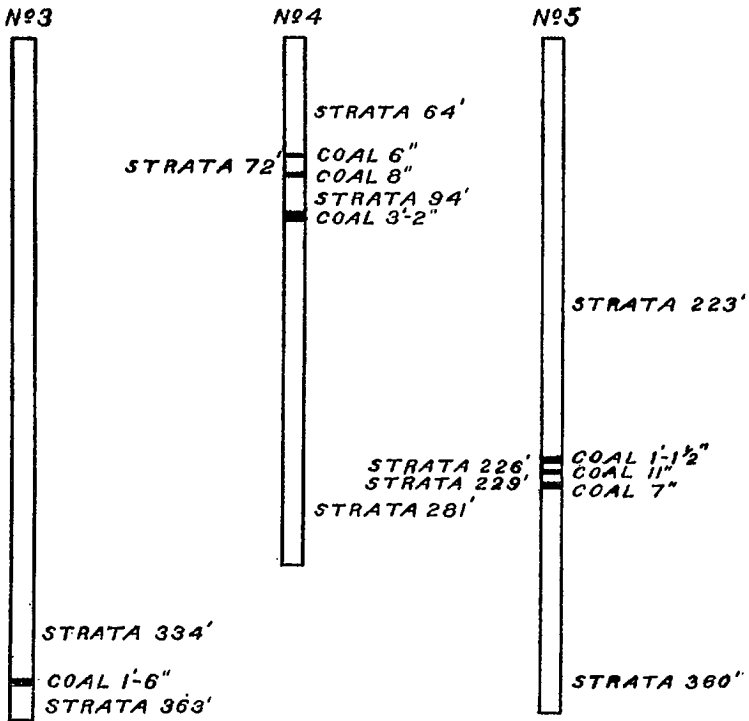 Nº3
STRATA 334'
COAL 1'-6"
STRATA 363'
Nº4
STRATA 64'
COAL 6"
STRATA 72'
COAL 8"
STRATA 94'
COAL 3'-2"
STRATA 281'
Nº5
STRATA 223'
COAL 1'-1½"
STRATA 226'
COAL 11"
STRATA 229'
COAL 7"
STRATA 360"